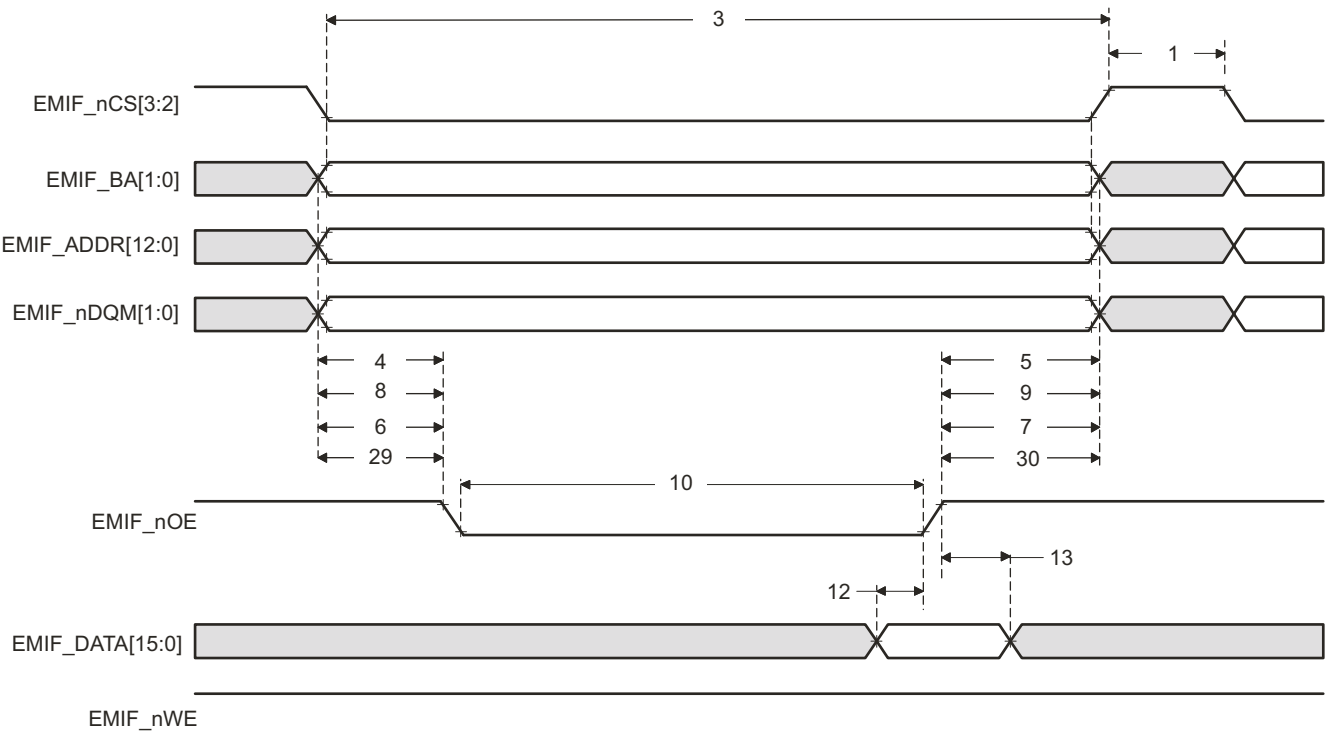 3
1
EMIF_nCS[3:2]
EMIF_BA[1:0]
EMIF_ADDR[12:0]
EMIF_nDQM[1:0]
4 5
8 9
6 7
29 30
10
EMIF_nOE
13
12
EMIF_DATA[15:0]
EMIF_nWE